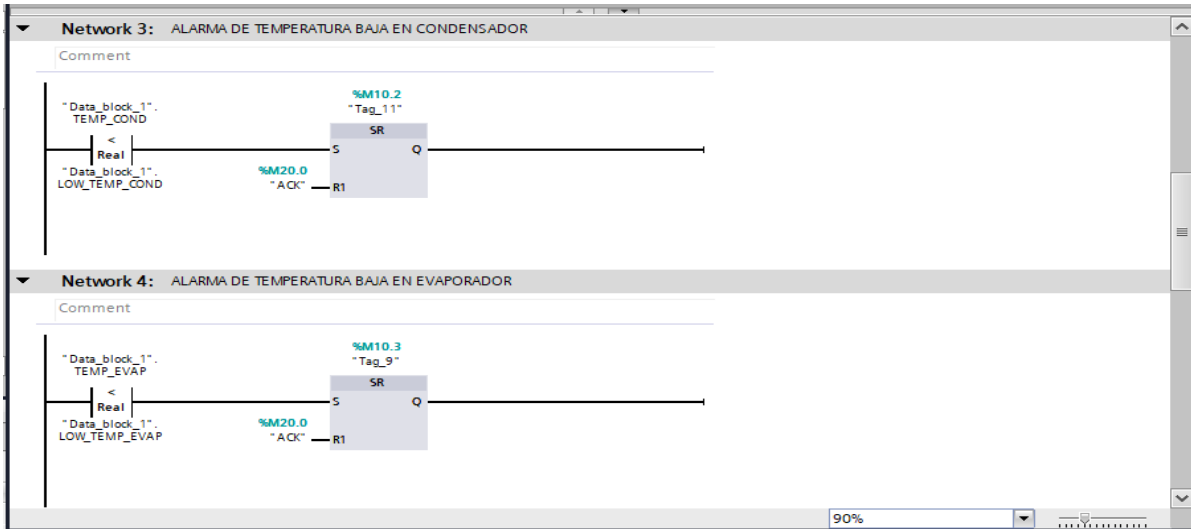 Network 3: ALARMA DE TEMPERATURA BAJA EN CONDENSADOR
Comment
"Data_block_1".
TEMP_COND
<
Real
"Data_block_1".
LOW_TEMP_COND
%M10.2
"Tag_11"
SR
S Q
%M20.0
"ACK" R1
Network 4: ALARMA DE TEMPERATURA BAJA EN EVAPORADOR
Comment
"Data_block_1".
TEMP_EVAP
<
Real
"Data_block_1".
LOW_TEMP_EVAP
%M10.3
"Tag_9"
SR
S Q
%M20.0
"ACK" R1
90%